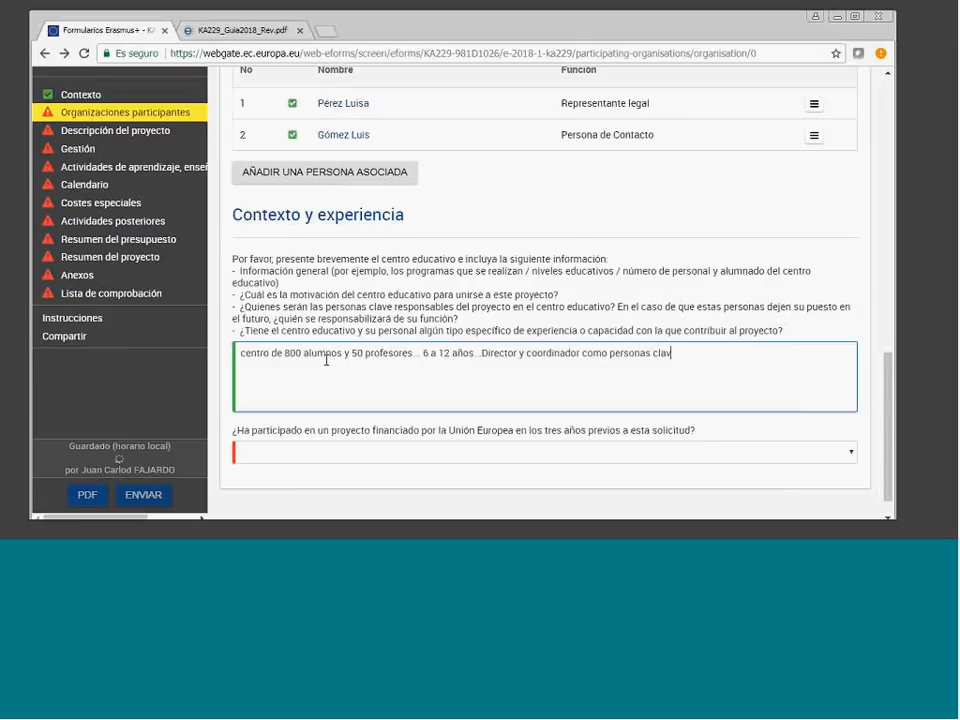 Formularios Erasmus+ - KA
KA229_Guia2018_Rev.pdf
Es seguro
https://webgate.ec.europa.eu/web-eforms/screen/eforms/KA229-981D1026/e-2018-1-ka229/participating-organisations/organisation/0
Contexto
Organizaciones participantes
Descripción del proyecto
Gestión
Actividades de aprendizaje, enseñ
Calendario
Costes especiales
Actividades posteriores
Resumen del presupuesto
Resumen del proyecto
Anexos
Lista de comprobación
Instrucciones
Compartir
Guardado (horario local)
por Juan Carlod FAJARDO
PDF
ENVIAR
No
Nombre
Función
1
Pérez Luisa
Representante legal
2
Gómez Luis
Persona de Contacto
AÑADIR UNA PERSONA ASOCIADA
Contexto y experiencia
Por favor, presente brevemente el centro educativo e incluya la siguiente información:
- Información general (por ejemplo, los programas que se realizan / niveles educativos / número de personal y alumnado del centro
educativo)
- ¿Cuál es la motivación del centro educativo para unirse a este proyecto?
- ¿Quienes serán las personas clave responsables del proyecto en el centro educativo? En el caso de que estas personas dejen su puesto en
el futuro, ¿quién se responsabilizará de su función?
- ¿Tiene el centro educativo y su personal algún tipo específico de experiencia o capacidad con la que contribuir al proyecto?
centro de 800 alumnos y 50 profesores... 6 a 12 años...Director y coordinador como personas clav
¿Ha participado en un proyecto financiado por la Unión Europea en los tres años previos a esta solicitud?